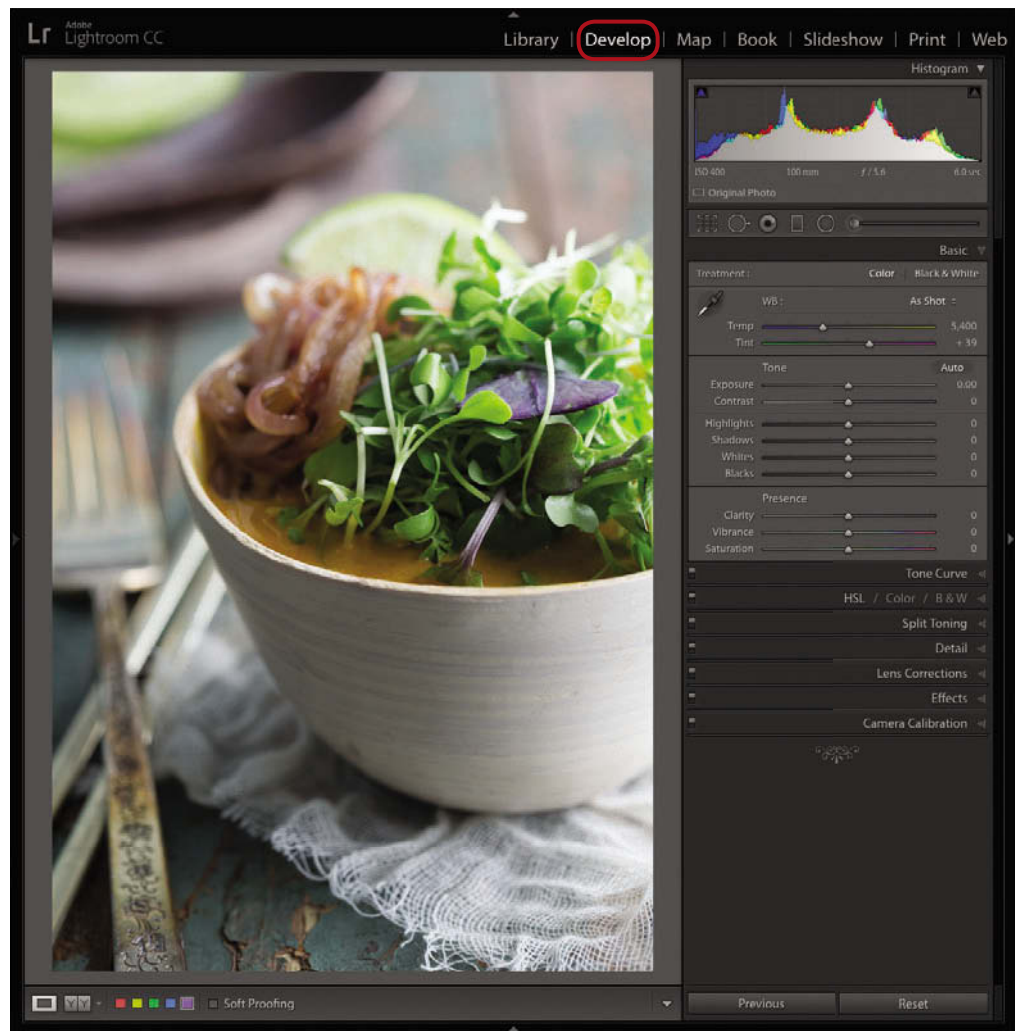 Lr Adobe
Lightroom CC
Library | Develop | Map | Book | Slideshow | Print | Web
Histogram
ISO 400 100 mm f / 5.6 6.0 sec
Original Photo
Basic
Treatment : Color Black & White
WB : As Shot
Temp 5,400
Tint + 39
Tone Auto
Exposure 0.00
Contrast 0
Highlights 0
Shadows 0
Whites 0
Blacks 0
Presence
Clarity 0
Vibrance 0
Saturation 0
Tone Curve
HSL / Color / B & W
Split Toning
Detail
Lens Corrections
Effects
Camera Calibration
Y Y Soft Proofing
Previous Reset